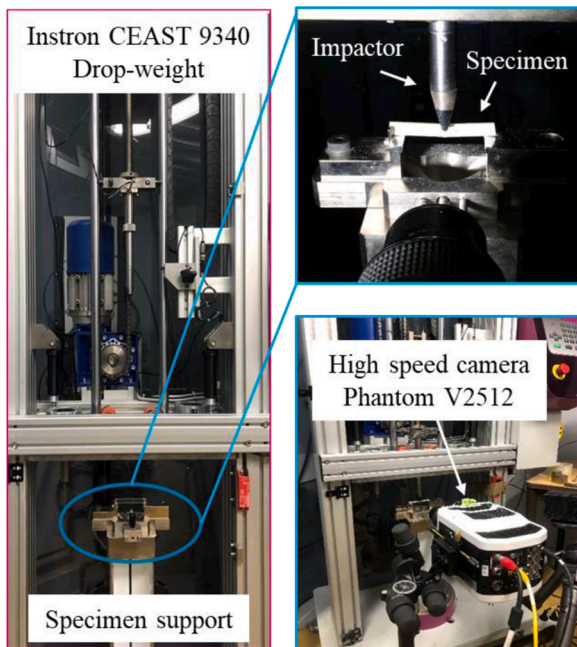 Instron CEAST 9340
Drop-weight
Specimen support
Impactor
Specimen
High speed camera
Phantom V2512